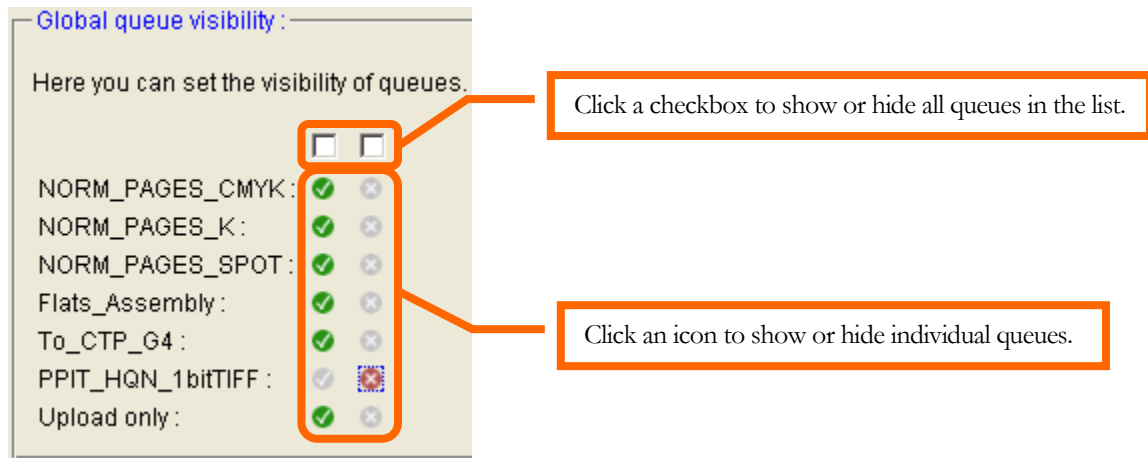 Global queue visibility :
Here you can set the visibility of queues.
Click a checkbox to show or hide all queues in the list.
NORM_PAGES_CMYK :
NORM_PAGES_K :
NORM_PAGES_SPOT :
Flats_Assembly :
To_CTP_G4 :
Click an icon to show or hide individual queues.
PPIT_HQN_1bitTIFF :
Upload only :